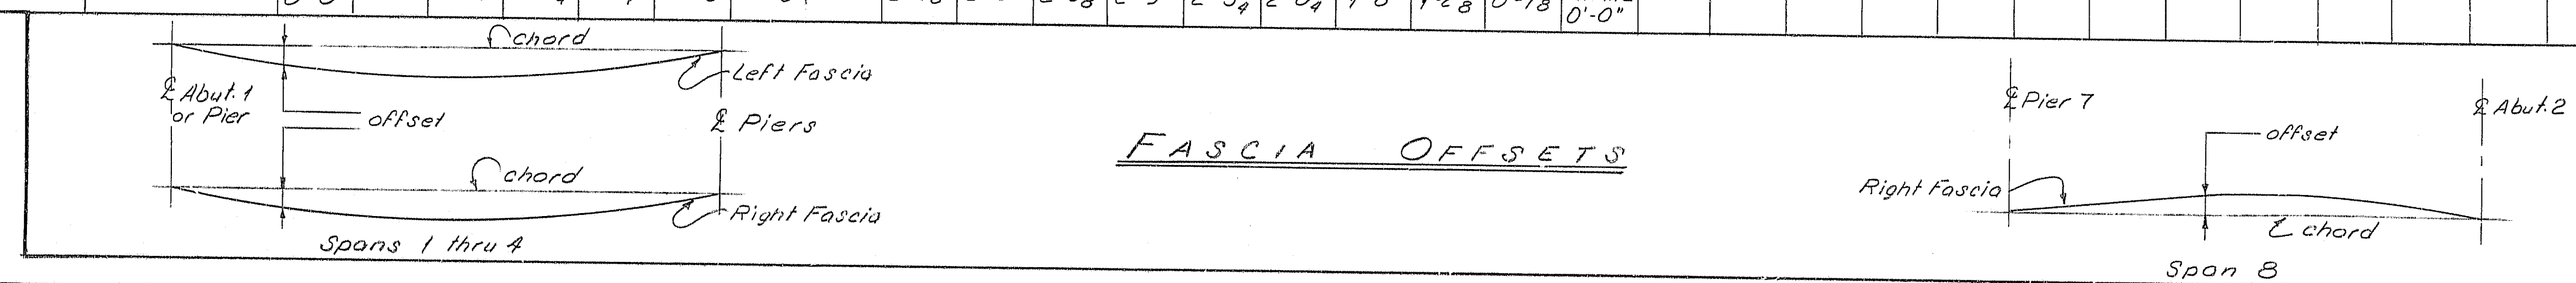 0'-0"
chord
Left Fascia
℄ Abut. 1
or Pier
offset
℄ Piers
chord
Right Fascia
Spans 1 thru 4
FASCIA OFFSETS
℄ Pier 7
℄ Abut. 2
offset
Right Fascia
chord
Span 8